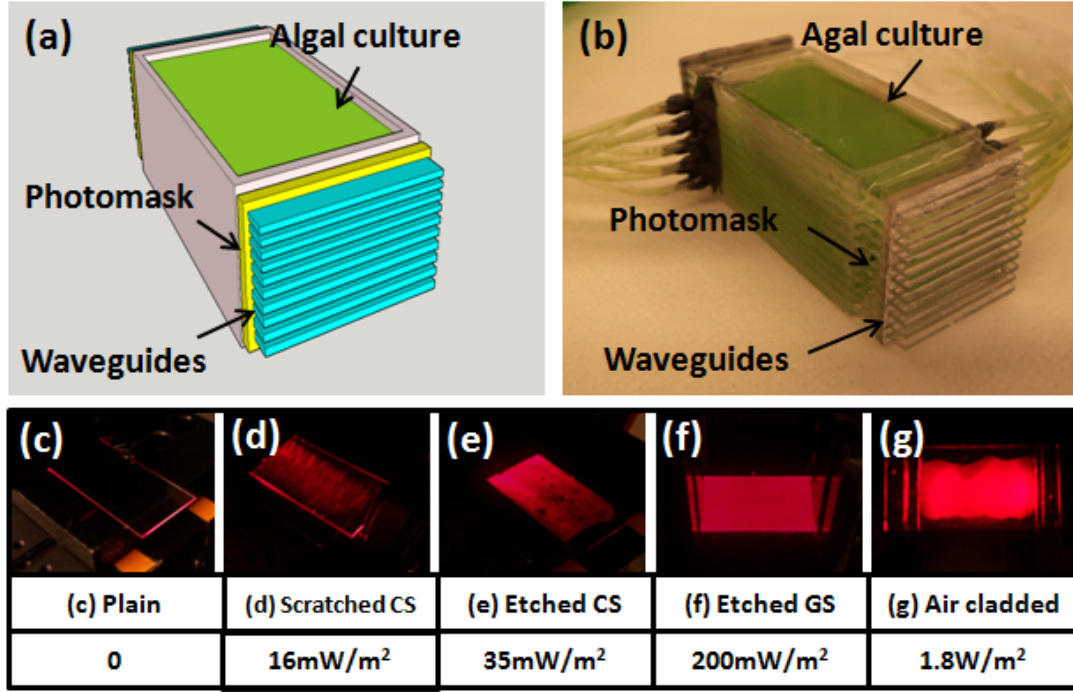 (a)
Algal culture
Photomask
Waveguides
(b)
Agal culture
Photomask
Waveguides
(c) (d) (e) (f) (g)
(c) Plain (d) Scratched CS (e) Etched CS (f) Etched GS (g) Air cladded
0 16mW/m² 35mW/m² 200mW/m² 1.8W/m²